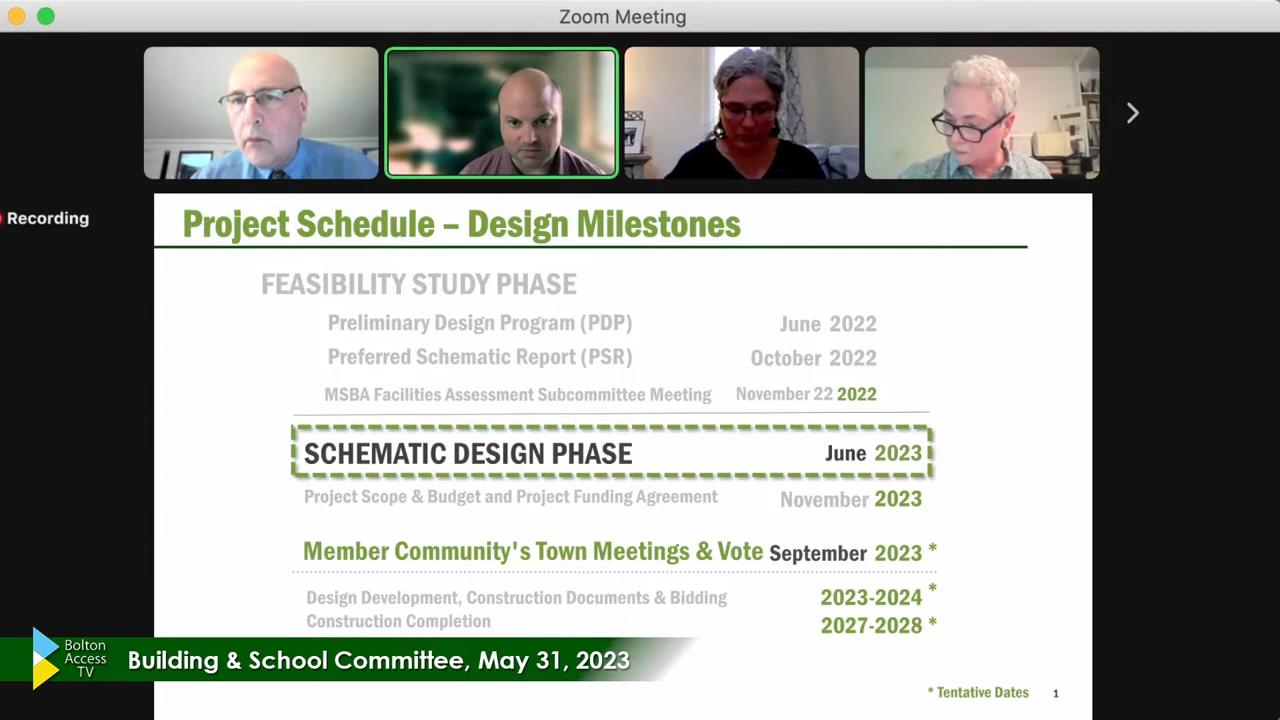 Zoom Meeting
Recording
Project Schedule – Design Milestones
FEASIBILITY STUDY PHASE
Preliminary Design Program (PDP) June 2022
Preferred Schematic Report (PSR) October 2022
MSBA Facilities Assessment Subcommittee Meeting November 22 2022
SCHEMATIC DESIGN PHASE June 2023
Project Scope & Budget and Project Funding Agreement November 2023
Member Community's Town Meetings & Vote September 2023 *
Design Development, Construction Documents & Bidding 2023-2024 *
Construction Completion 2027-2028 *
Bolton
Access
TV
Building & School Committee, May 31, 2023
* Tentative Dates 1